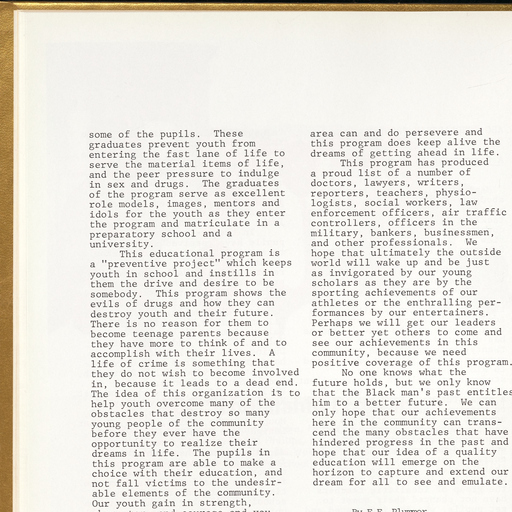 some of the pupils.  These
graduates prevent youth from
entering the fast lane of life to
serve the material items of life,
and the peer pressure to indulge
in sex and drugs.  The graduates
of the program serve as excellent
role models, images, mentors and
idols for the youth as they enter
the program and matriculate in a
preparatory school and a
university.
This educational program is
a "preventive project" which keeps
youth in school and instills in
them the drive and desire to be
somebody.  This program shows the
evils of drugs and how they can
destroy youth and their future.
There is no reason for them to
become teenage parents because
they have more to think of and to
accomplish with their lives.  A
life of crime is something that
they do not wish to become involved
in, because it leads to a dead end.
The idea of this organization is to
help youth overcome many of the
obstacles that destroy so many
young people of the community
before they ever have the
opportunity to realize their
dreams in life.  The pupils in
this program are able to make a
choice with their education, and
not fall victims to the undesir-
able elements of the community.
Our youth gain in strength,
area can and do persevere and
this program does keep alive the
dreams of getting ahead in life.
This program has produced
a proud list of a number of
doctors, lawyers, writers,
reporters, teachers, physio-
logists, social workers, law
enforcement officers, air traffic
controllers, officers in the
military, bankers, businessmen,
and other professionals.  We
hope that ultimately the outside
world will wake up and be just
as invigorated by our young
scholars as they are by the
sporting achievements of our
athletes or the enthralling per-
formances by our entertainers.
Perhaps we will get our leaders
or better yet others to come and
see our achievements in this
community, because we need
positive coverage of this program.
No one knows what the
future holds, but we only know
that the Black man's past entitles
him to a better future.  We can
only hope that our achievements
here in the community can trans-
cend the many obstacles that have
hindered progress in the past and
hope that our idea of a quality
education will emerge on the
horizon to capture and extend our
dream for all to see and emulate.